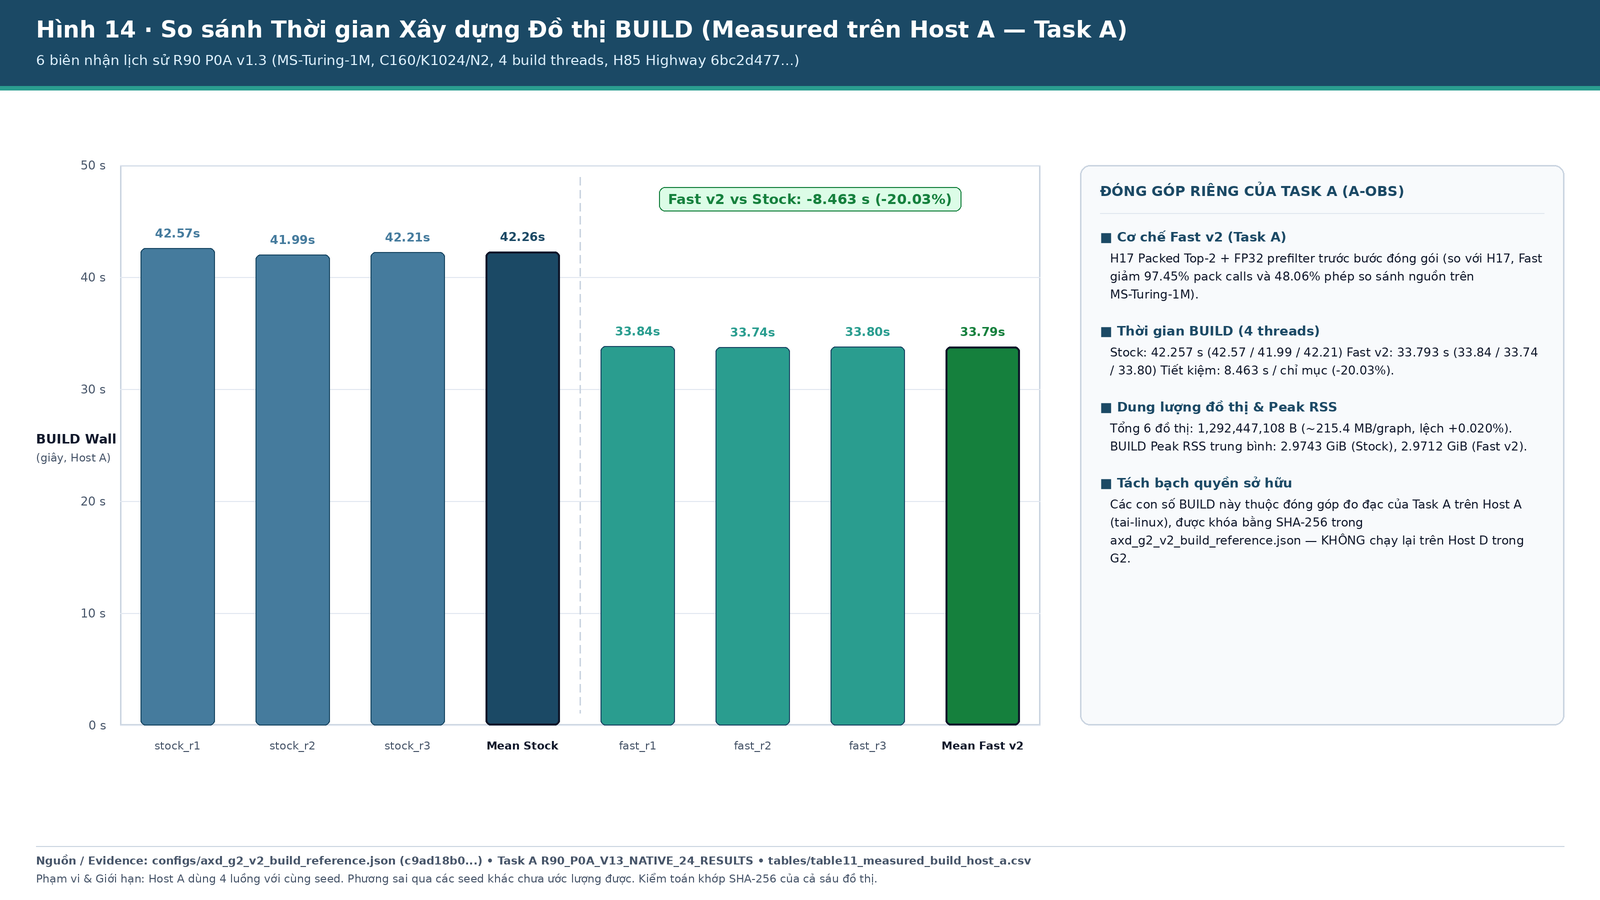 Hình 14 · So sánh Thời gian Xây dựng Đồ thị BUILD (Measured trên Host A — Task A)
6 biên nhận lịch sử R90 P0A v1.3 (MS-Turing-1M, C160/K1024/N2, 4 build threads, H85 Highway 6bc2d477...)
50 s
40 s
30 s
20 s
10 s
0 s
BUILD Wall
(giây, Host A)
42.57s
41.99s
42.21s
42.26s
33.84s
33.74s
33.80s
33.79s
Fast v2 vs Stock: -8.463 s (-20.03%)
stock_r1
stock_r2
stock_r3
Mean Stock
fast_r1
fast_r2
fast_r3
Mean Fast v2
ĐÓNG GÓP RIÊNG CỦA TASK A (A-OBS)
■ Cơ chế Fast v2 (Task A)
H17 Packed Top-2 + FP32 prefilter trước bước đóng gói (so với H17, Fast
giảm 97.45% pack calls và 48.06% phép so sánh nguồn trên
MS-Turing-1M).
■ Thời gian BUILD (4 threads)
Stock: 42.257 s (42.57 / 41.99 / 42.21) Fast v2: 33.793 s (33.84 / 33.74
/ 33.80) Tiết kiệm: 8.463 s / chỉ mục (-20.03%).
■ Dung lượng đồ thị & Peak RSS
Tổng 6 đồ thị: 1,292,447,108 B (~215.4 MB/graph, lệch +0.020%).
BUILD Peak RSS trung bình: 2.9743 GiB (Stock), 2.9712 GiB (Fast v2).
■ Tách bạch quyền sở hữu
Các con số BUILD này thuộc đóng góp đo đạc của Task A trên Host A
(tai-linux), được khóa bằng SHA-256 trong
axd_g2_v2_build_reference.json — KHÔNG chạy lại trên Host D trong
G2.
Nguồn / Evidence: configs/axd_g2_v2_build_reference.json (c9ad18b0...) • Task A R90_P0A_V13_NATIVE_24_RESULTS • tables/table11_measured_build_host_a.csv
Phạm vi & Giới hạn: Host A dùng 4 luồng với cùng seed. Phương sai qua các seed khác chưa ước lượng được. Kiểm toán khớp SHA-256 của cả sáu đồ thị.